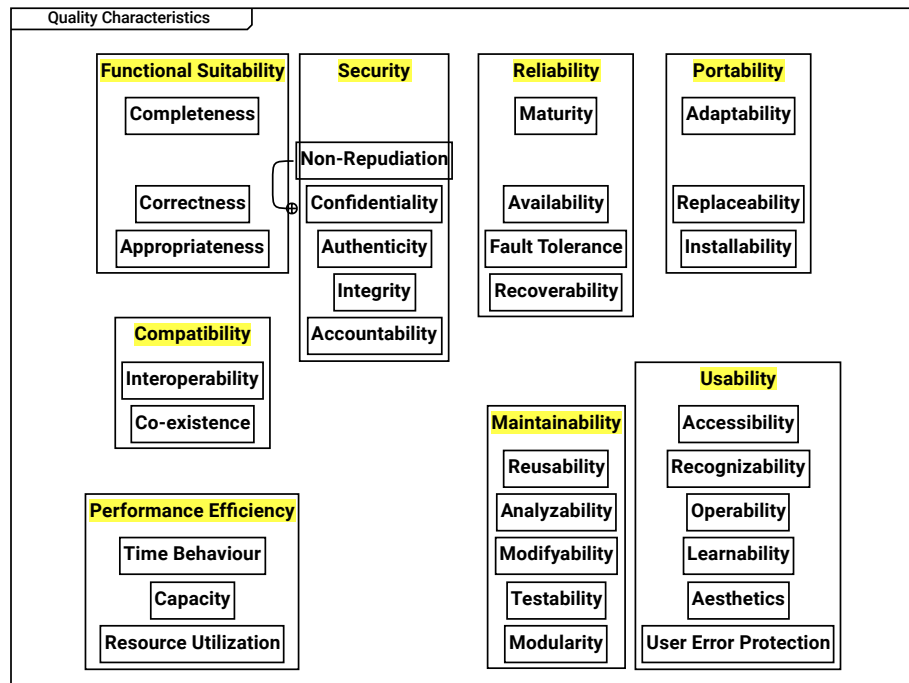 Quality Characteristics
Functional Suitability
Completeness
Correctness
Appropriateness
Security
Non-Repudiation
Confidentiality
Authenticity
Integrity
Accountability
Reliability
Maturity
Availability
Fault Tolerance
Recoverability
Portability
Adaptability
Replaceability
Installability
Compatibility
Interoperability
Co-existence
Performance Efficiency
Time Behaviour
Capacity
Resource Utilization
Maintainability
Reusability
Analyzability
Modifyability
Testability
Modularity
Usability
Accessibility
Recognizability
Operability
Learnability
Aesthetics
User Error Protection